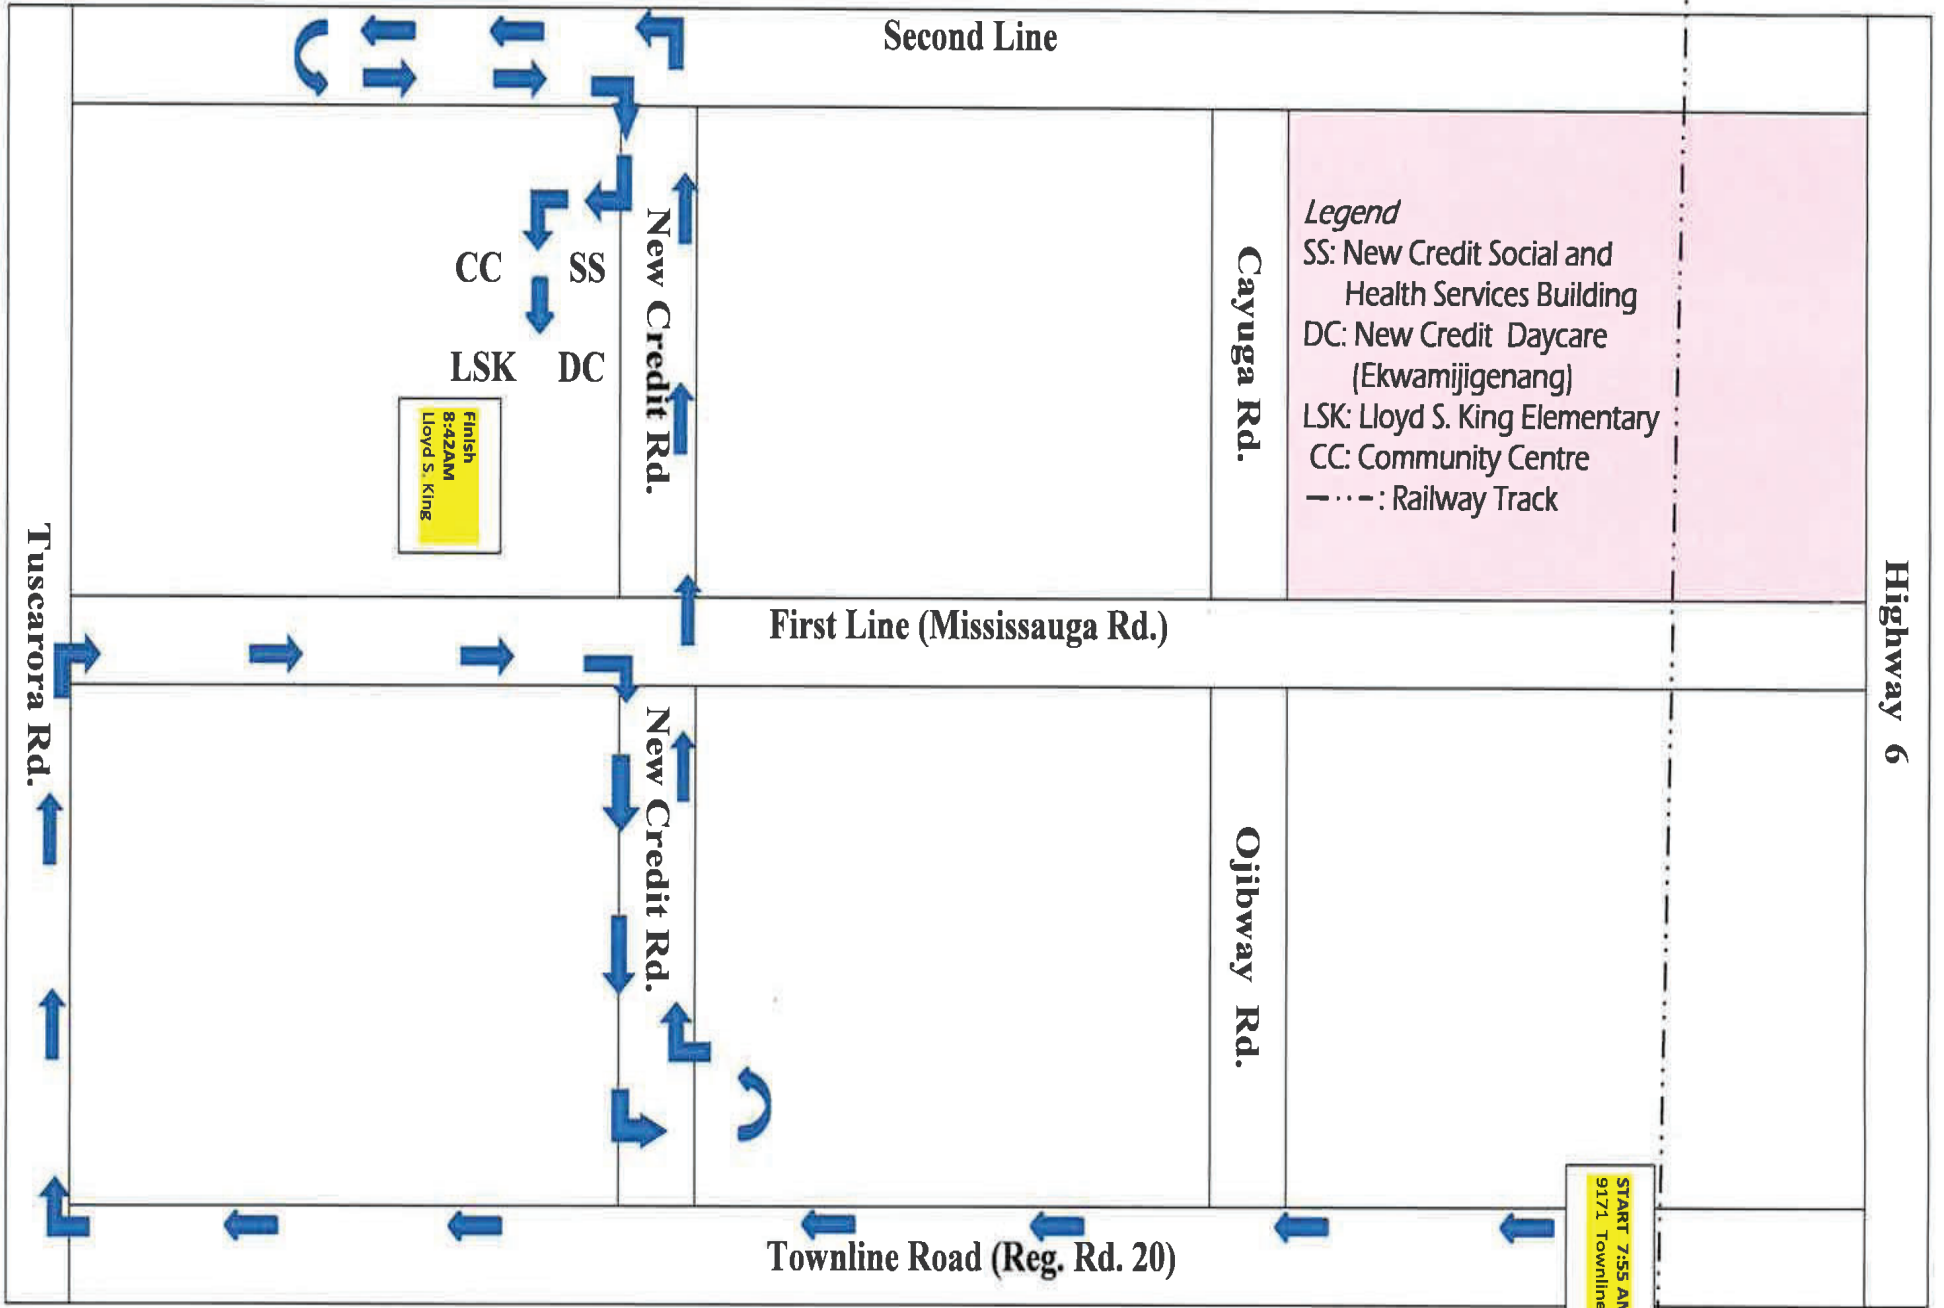 Second Line
Legend
SS: New Credit Social and
Health Services Building
DC: New Credit Daycare
(Ekwamijigenang)
LSK: Lloyd S. King Elementary
CC: Community Centre
: Railway Track
CC SS
LSK DC
New Credit Rd.
Cayuga Rd.
Finish
8:42AM
Lloyd S. King
Tuscarora Rd.
First Line (Mississauga Rd.)
Highway 6
New Credit Rd.
Ojibway Rd.
START 7:55 AM
9171 Townline
Townline Road (Reg. Rd. 20)